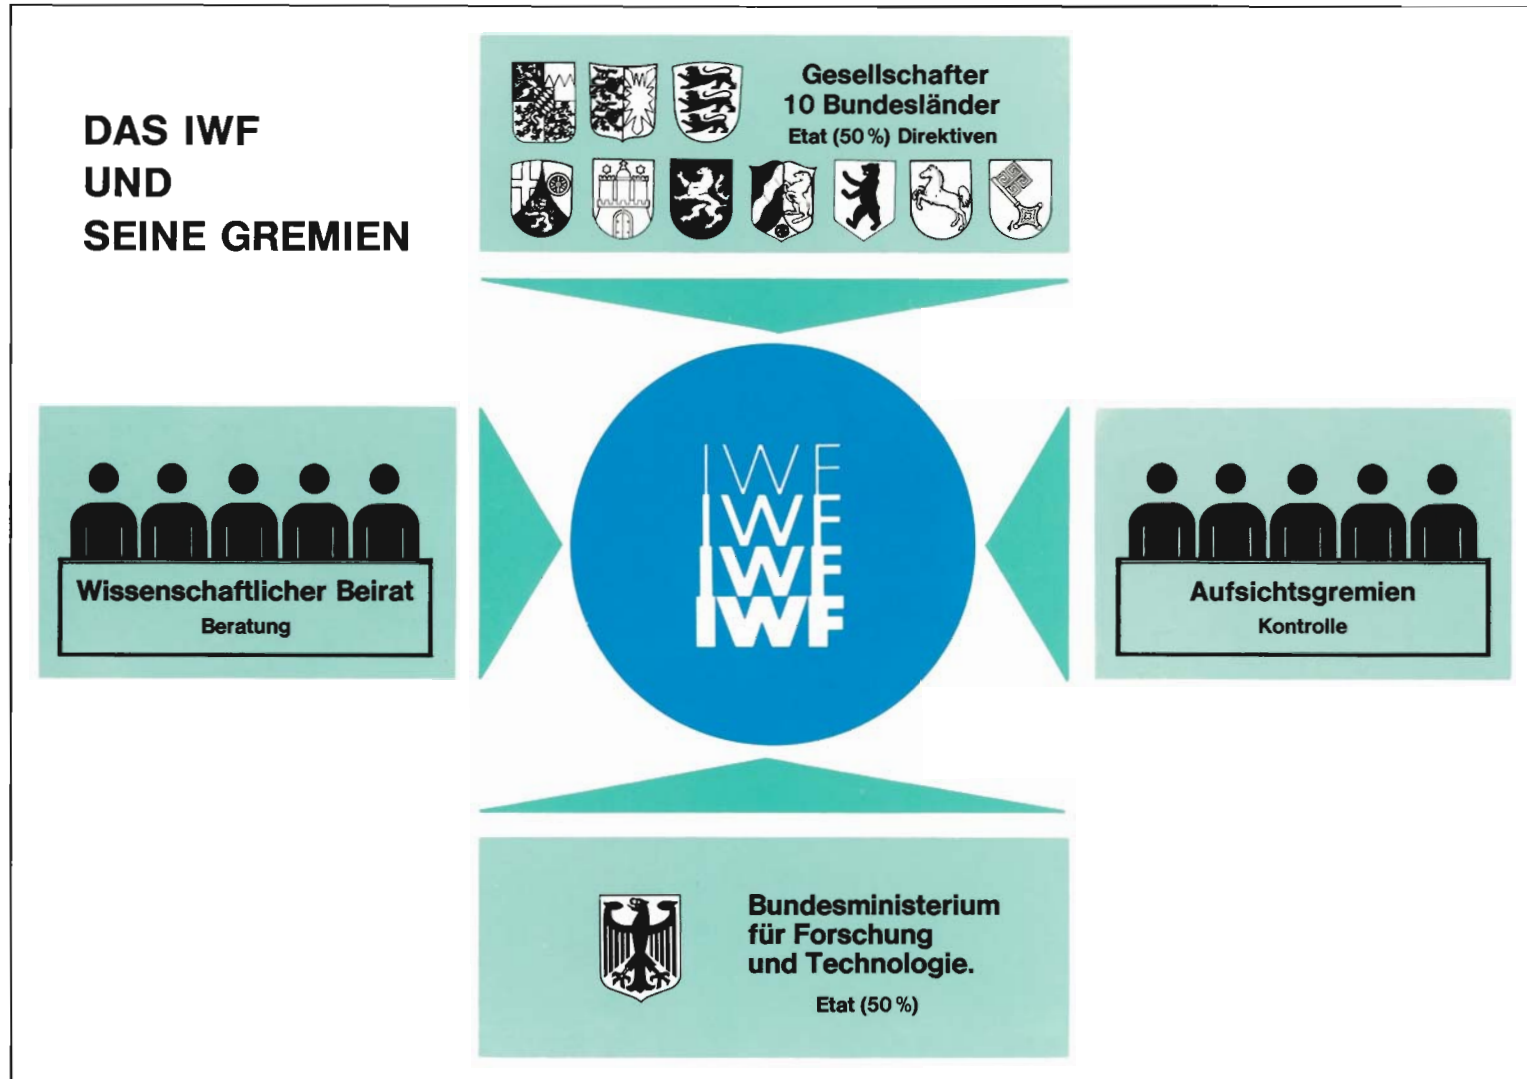 DAS IWF
UND
SEINE GREMIEN
Gesellschafter
10 Bundesländer
Etat (50 %) Direktiven
Wissenschaftlicher Beirat
Beratung
IWF
IWF
IWF
IWF
Aufsichtsgremien
Kontrolle
Bundesministerium
für Forschung
und Technologie.
Etat (50 %)